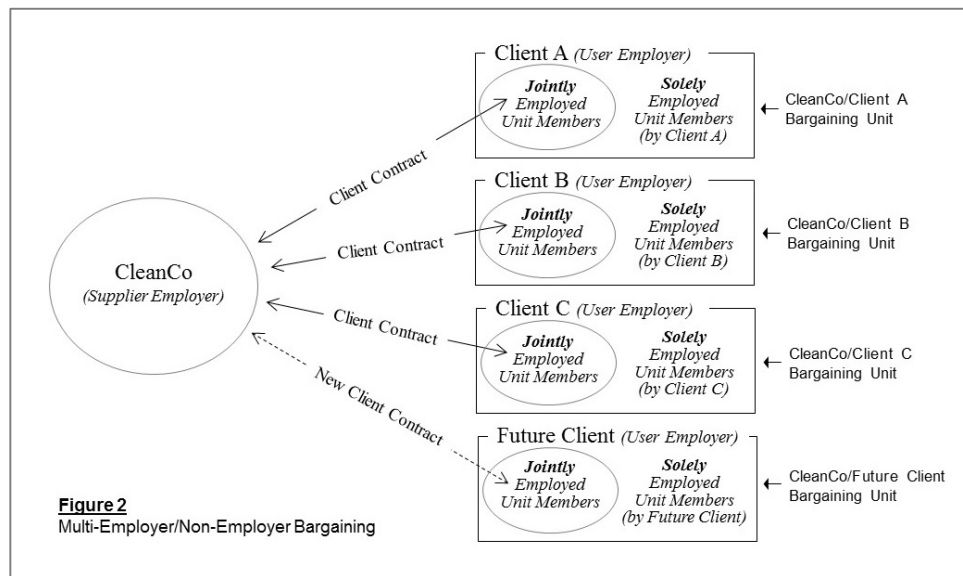 Client A (User Employer)
Jointly
Employed
Unit Members
Solely
Employed
Unit Members
(by Client A)
CleanCo/Client A
Bargaining Unit
Client Contract
Client B (User Employer)
Jointly
Employed
Unit Members
Solely
Employed
Unit Members
(by Client B)
CleanCo/Client B
Bargaining Unit
Client Contract
CleanCo
(Supplier Employer)
Client C (User Employer)
Jointly
Employed
Unit Members
Solely
Employed
Unit Members
(by Client C)
CleanCo/Client C
Bargaining Unit
Client Contract
New Client Contract
Future Client (User Employer)
Jointly
Employed
Unit Members
Solely
Employed
Unit Members
(by Future Client)
CleanCo/Future Client
Bargaining Unit
Figure 2
Multi-Employer/Non-Employer Bargaining